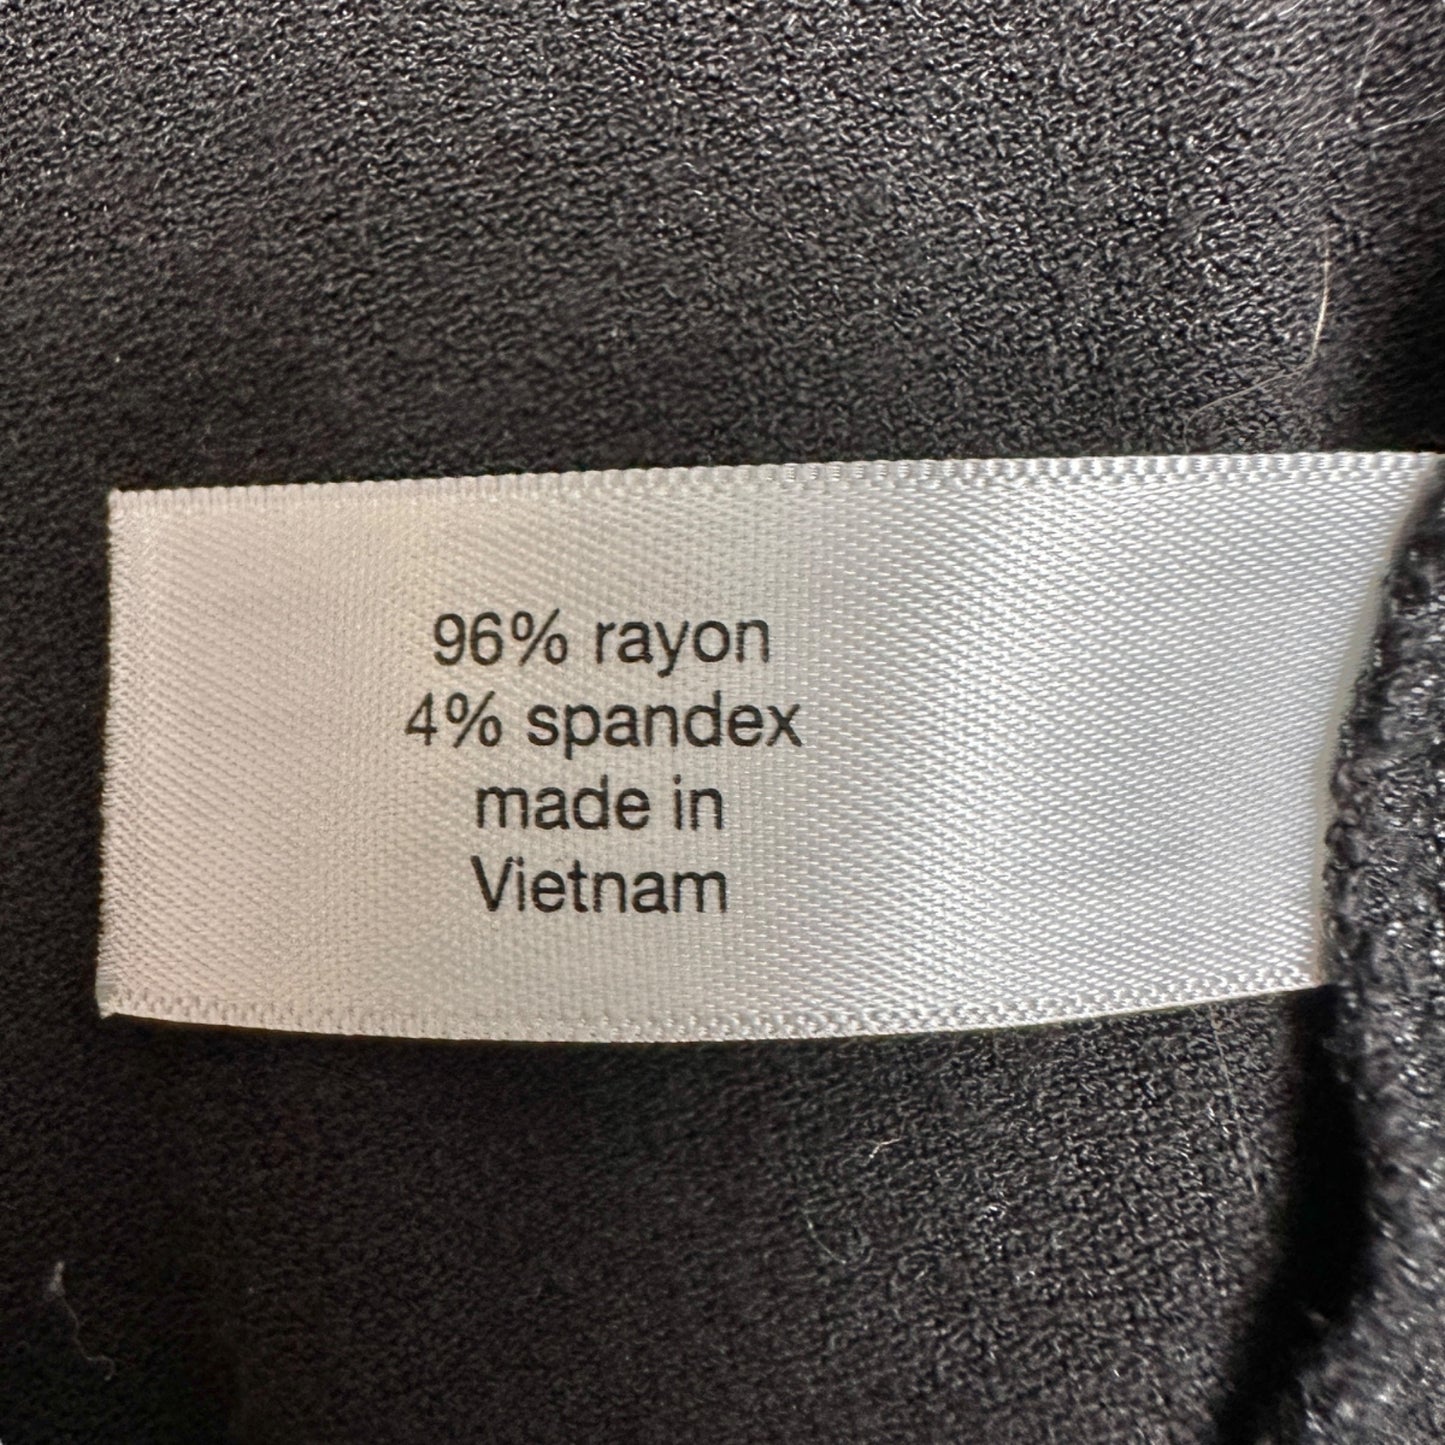 96% rayon
4% spandex
made in
Vietnam